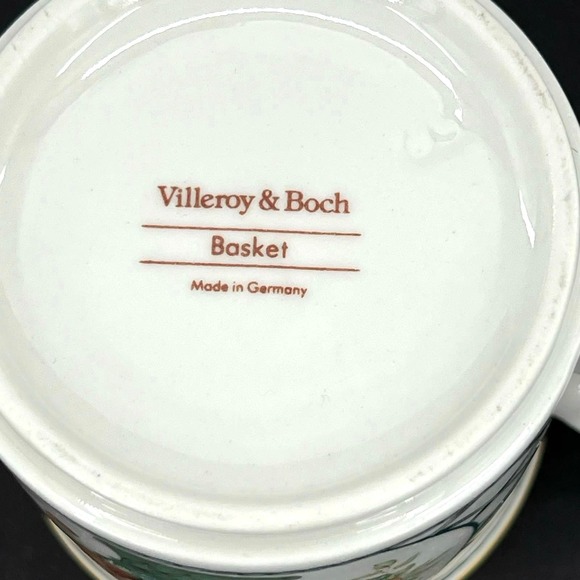 Villeroy & Boch
Basket
Made in Germany